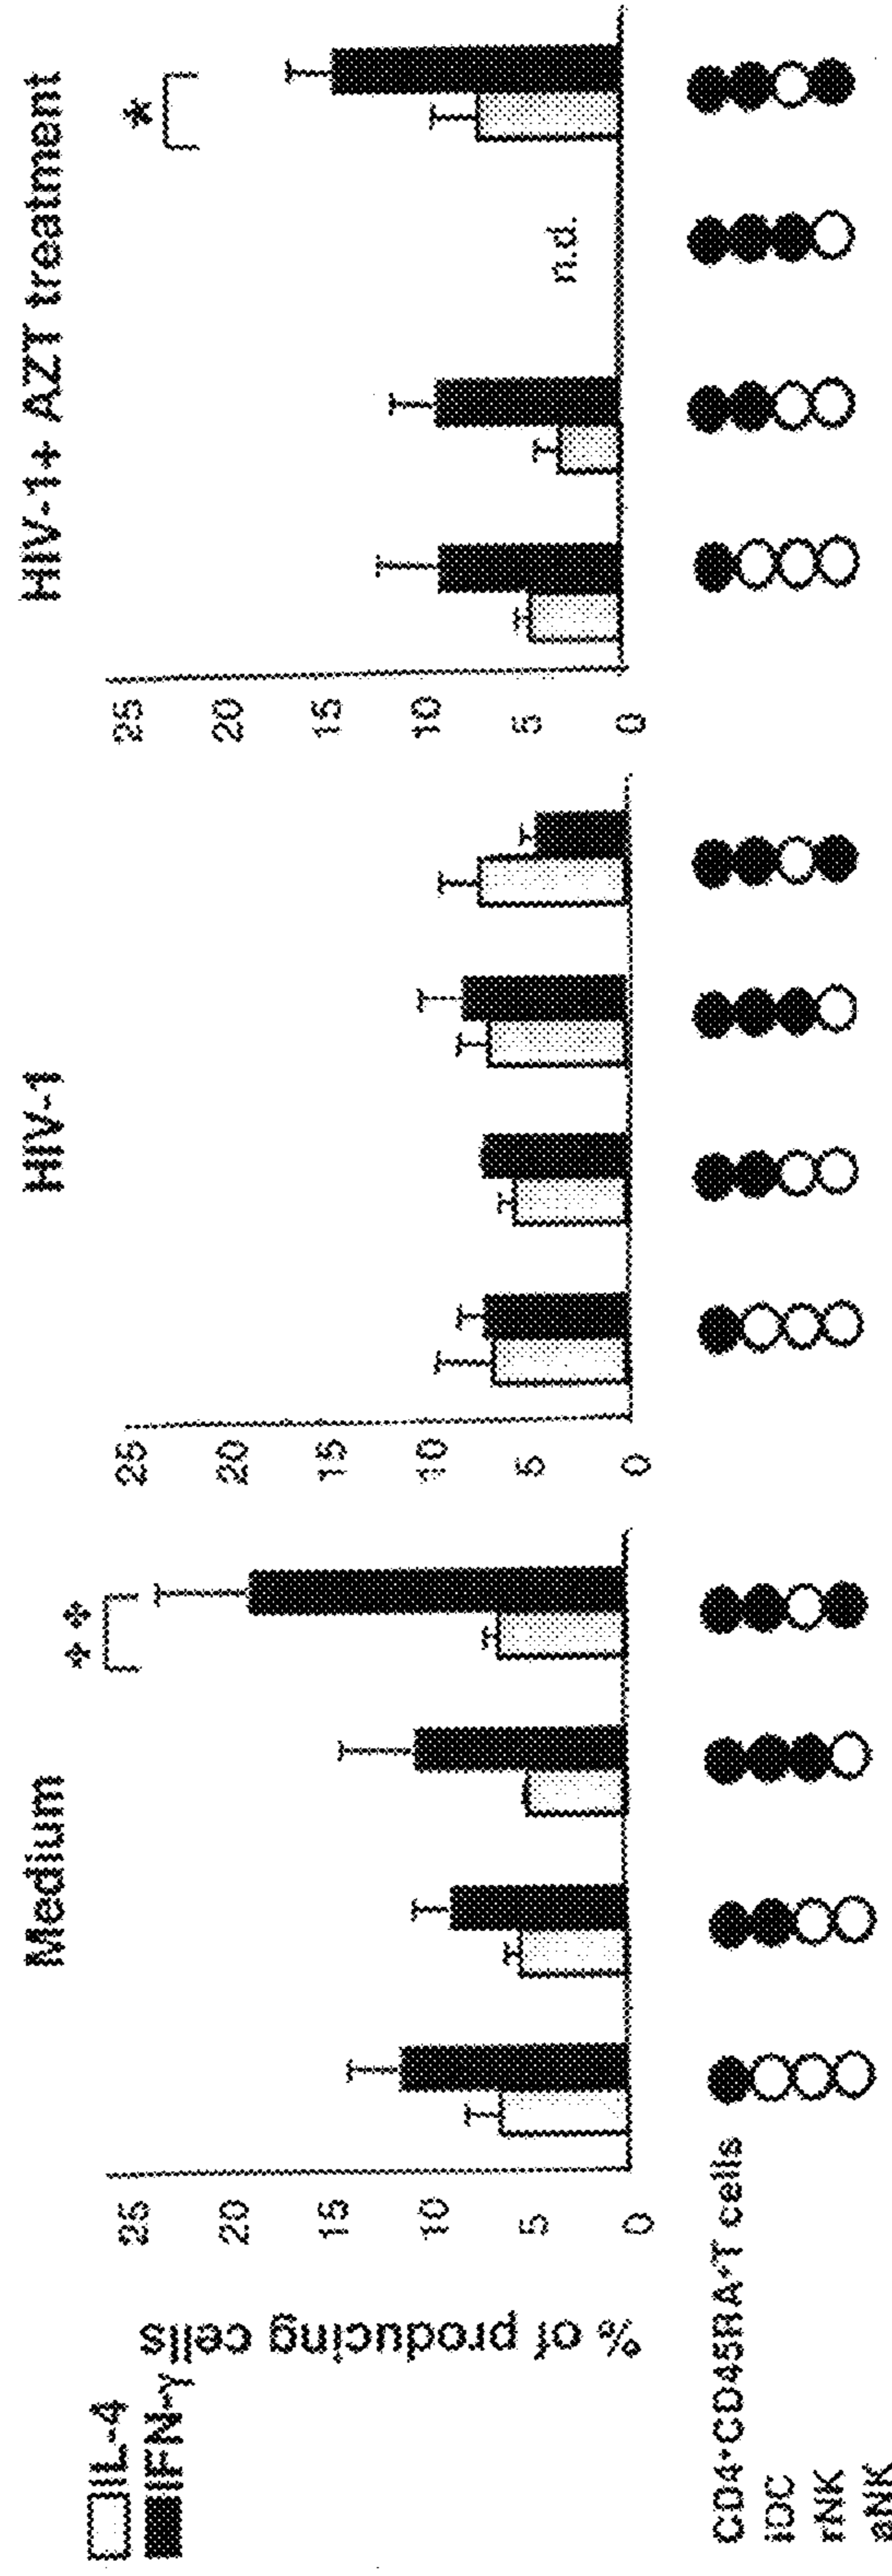 Medium
HIV-1
HIV-1+ AZT treatment
IL-4
IFN-γ
% of producing cells
25
20
15
10
5
0
**
25
20
15
10
5
0
25
20
15
10
5
0
*
n.d.
CD4+CD45RA+T cells
iDC
rNK
aNK